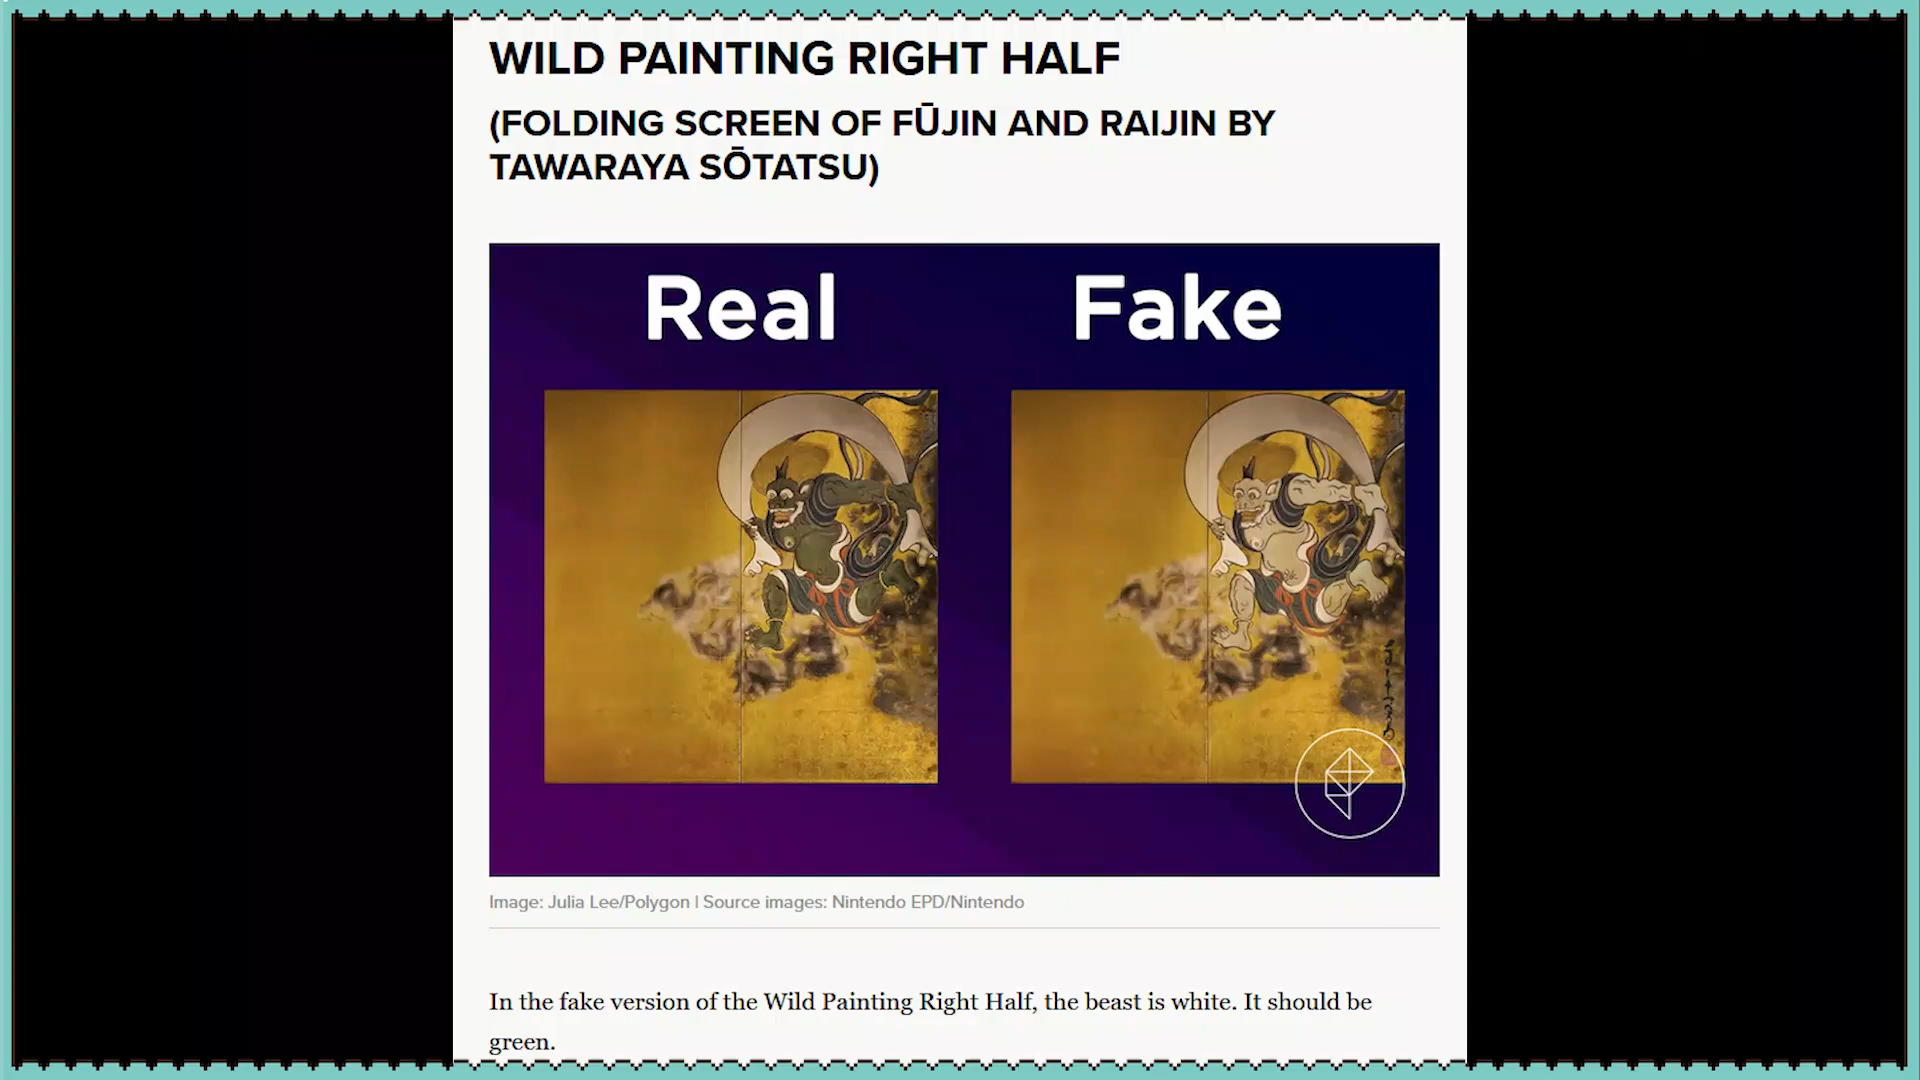 WILD PAINTING RIGHT HALF
(FOLDING SCREEN OF FŪJIN AND RAIJIN BY
TAWARAYA SŌTATSU)
Real
Fake
Image: Julia Lee/Polygon | Source images: Nintendo EPD/Nintendo
In the fake version of the Wild Painting Right Half, the beast is white. It should be
green.